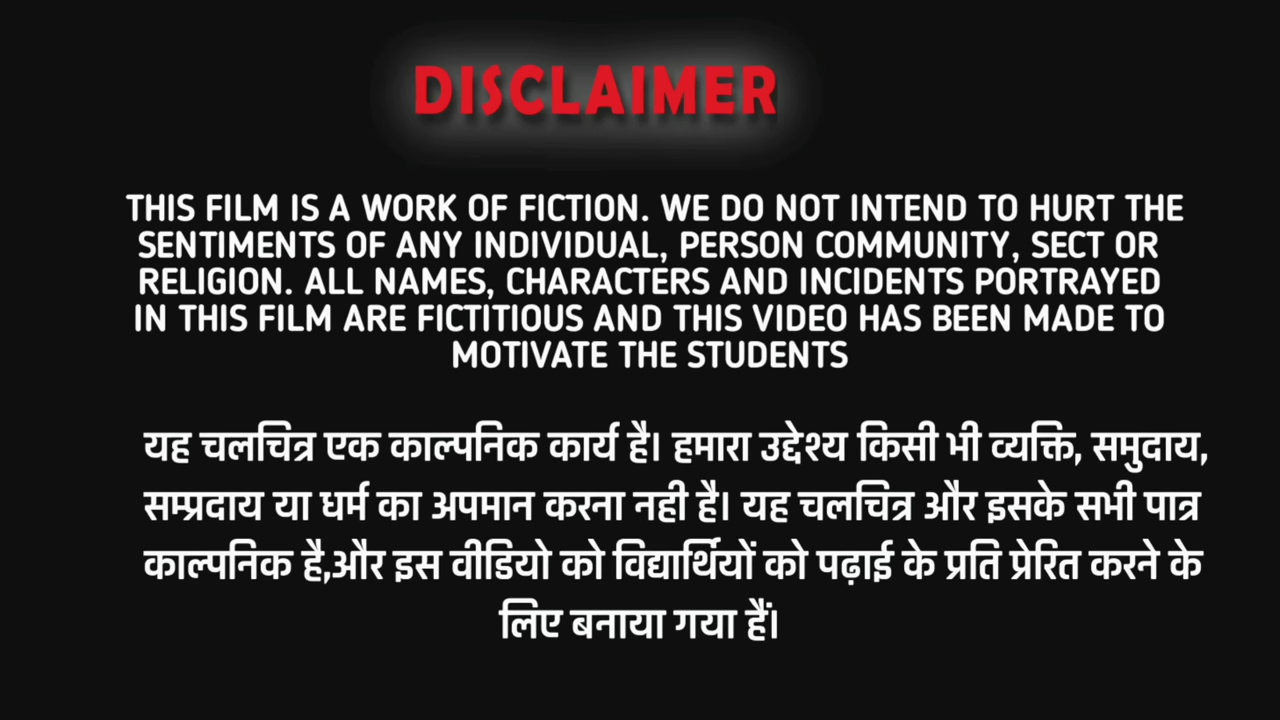 DISCLAIMER
THIS FILM IS A WORK OF FICTION. WE DO NOT INTEND TO HURT THE
SENTIMENTS OF ANY INDIVIDUAL, PERSON COMMUNITY, SECT OR
RELIGION. ALL NAMES, CHARACTERS AND INCIDENTS PORTRAYED
IN THIS FILM ARE FICTITIOUS AND THIS VIDEO HAS BEEN MADE TO
MOTIVATE THE STUDENTS
यह चलचित्र एक काल्पनिक कार्य है। हमारा उद्देश्य किसी भी व्यक्ति, समुदाय,
सम्प्रदाय या धर्म का अपमान करना नही है। यह चलचित्र और इसके सभी पात्र
काल्पनिक है,और इस वीडियो को विद्यार्थियों को पढ़ाई के प्रति प्रेरित करने के
लिए बनाया गया हैं।